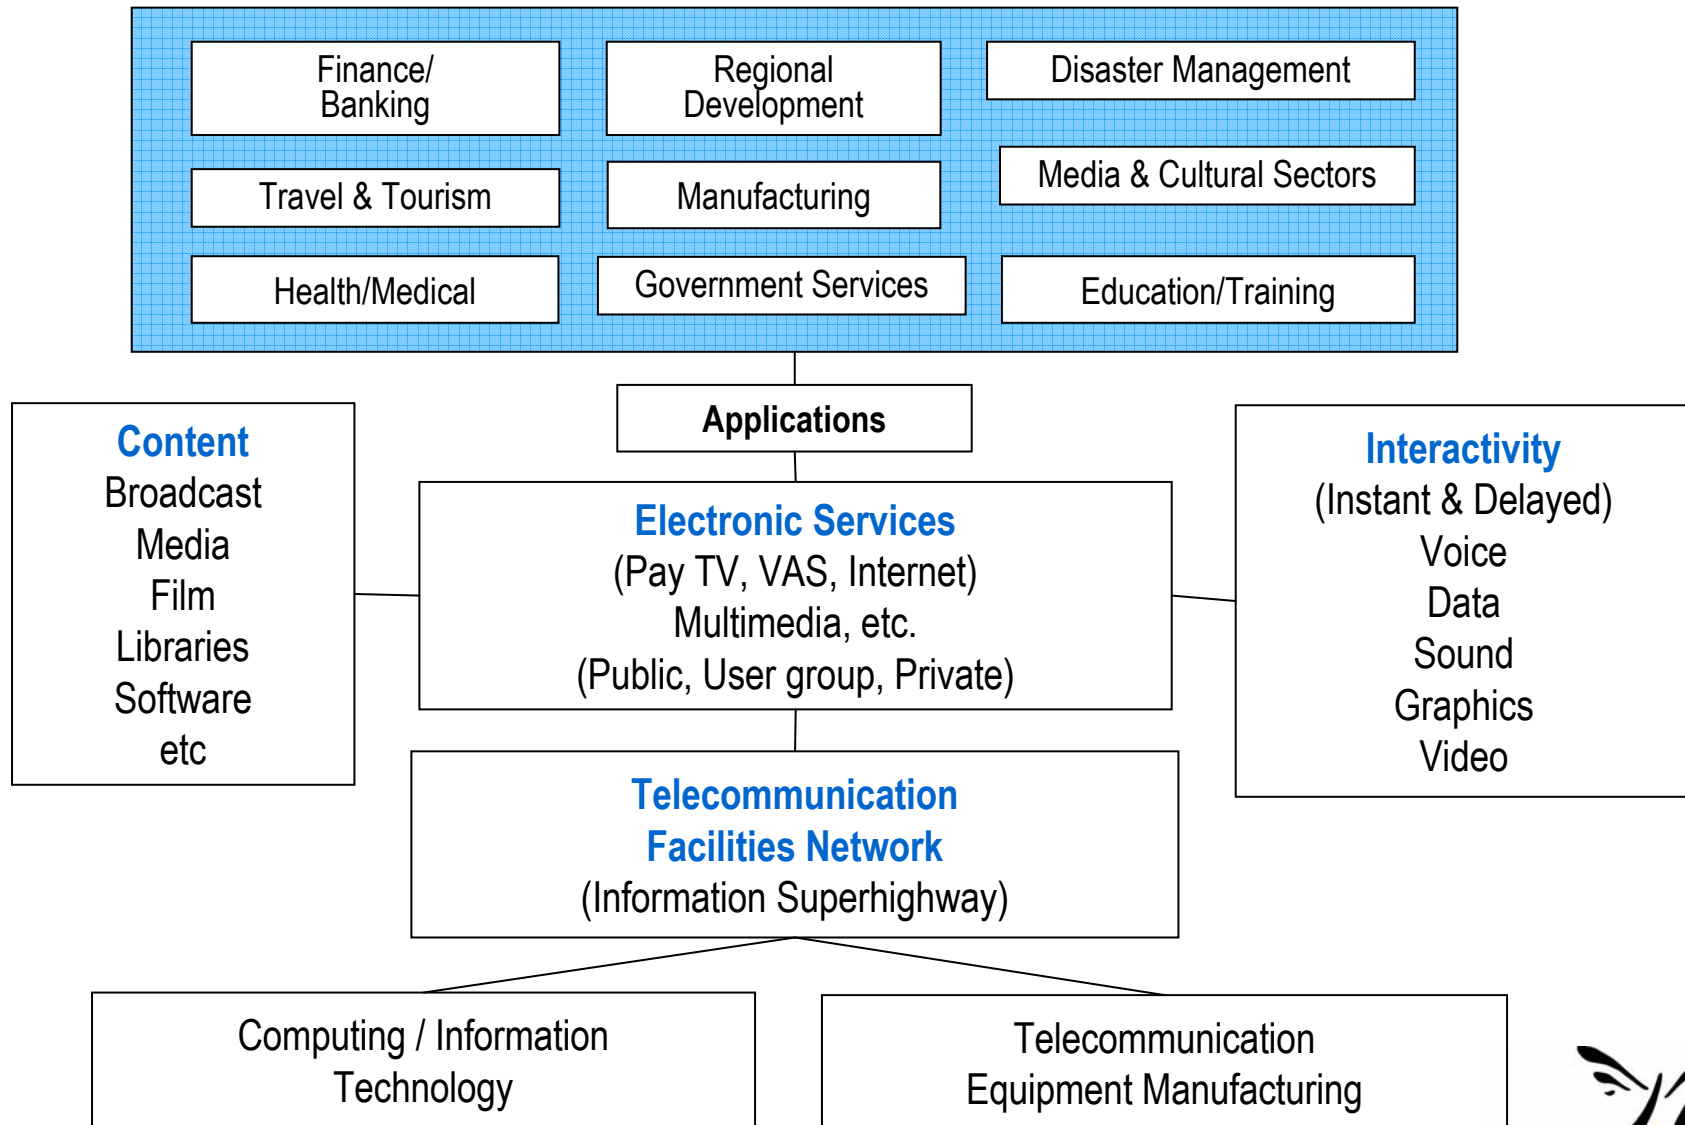 Finance/
Banking
Regional
Development
Disaster Management
Travel & Tourism
Manufacturing
Media & Cultural Sectors
Health/Medical
Government Services
Education/Training
Applications
Content
Broadcast
Media
Film
Libraries
Software
etc
Electronic Services
(Pay TV, VAS, Internet)
Multimedia, etc.
(Public, User group, Private)
Interactivity
(Instant & Delayed)
Voice
Data
Sound
Graphics
Video
Telecommunication
Facilities Network
(Information Superhighway)
Computing / Information
Technology
Telecommunication
Equipment Manufacturing